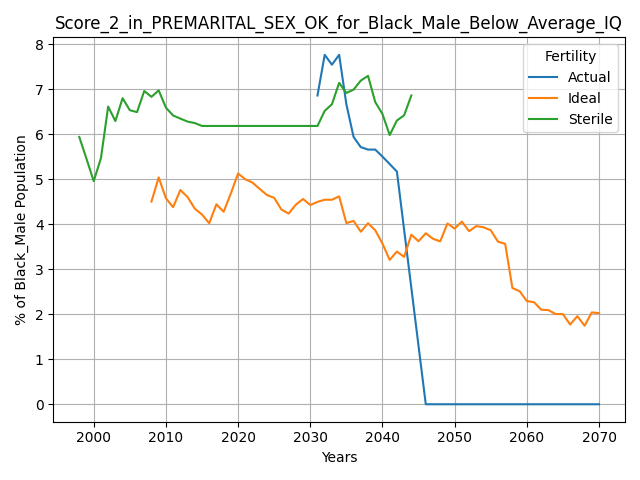 Score_2_in_PREMARITAL_SEX_OK_for_Black_Male_Below_Average_IQ
% of Black_Male Population
8
7
6
5
4
3
2
1
0
Fertility
Actual
Ideal
Sterile
2000 2010 2020 2030 2040 2050 2060 2070
Years